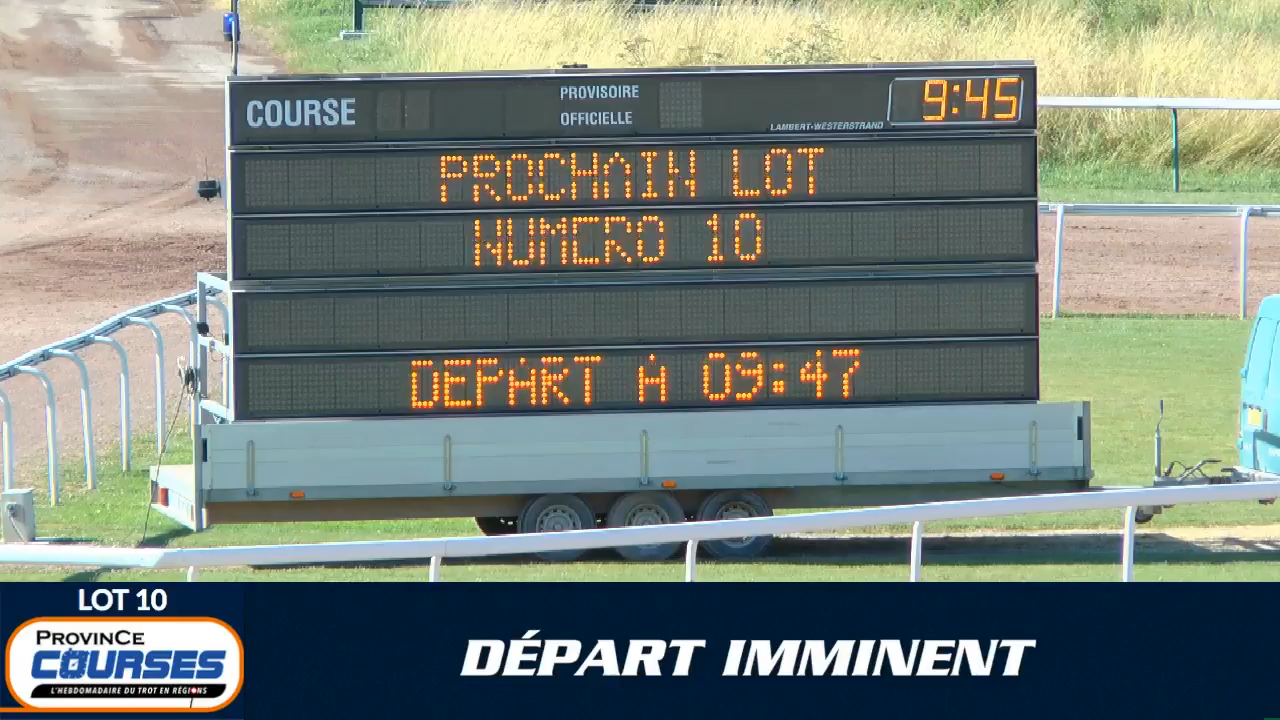 COURSE
PROVISOIRE
OFFICIELLE
LAMBERT-WESTERSTRAND
9:45
PROCHAIN LOT
NUMERO 10
DEPART A 09:47
LOT 10
PROVINCE
COURSES
L'HEBDOMADAIRE DU TROT EN RÉGIONS
DÉPART IMMINENT